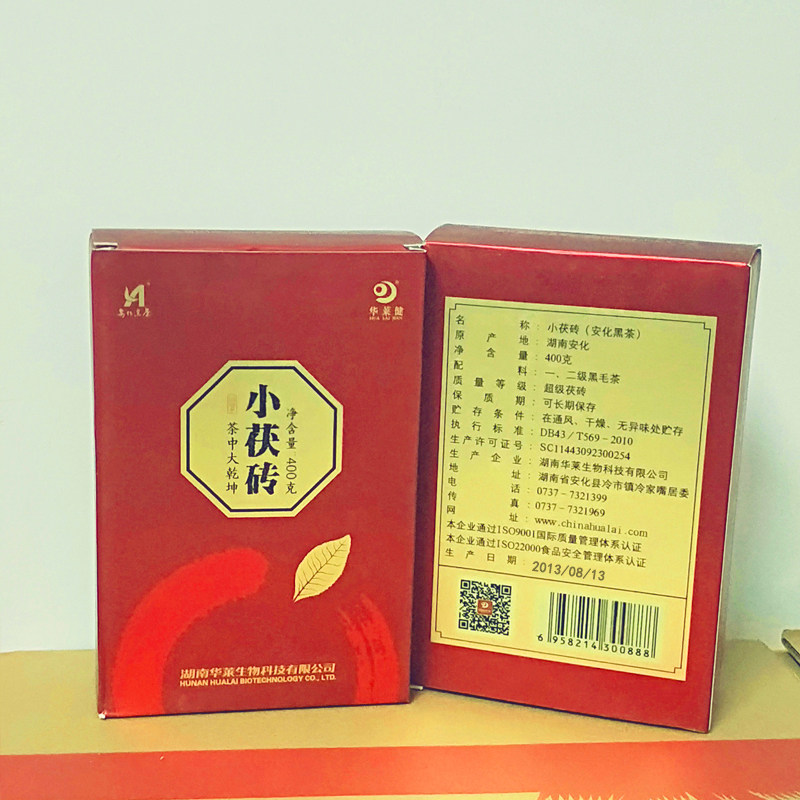 安化黑茶
华莱健
HUA LAI JIAN
净含量 400克
小茯砖
茶中大乾坤
湖南华莱生物科技有限公司
HUNAN HUALAI BIOTECHNOLOGY CO., LTD.
名称：小茯砖（安化黑茶）
原产地：湖南安化
净含量：400克
配料：一、二级黑毛茶
质量等级：超级茯砖
保质期：可长期保存
贮存条件：在通风、干燥、无异味处贮存
执行标准：DB43/T569-2010
生产许可证号：SC11443092300254
生产企业：湖南华莱生物科技有限公司
地址：湖南省安化县冷市镇冷家嘴居委
电话：0737-7321399
传真：0737-7321969
网址：www.chinahualai.com
本企业通过ISO9001国际质量管理体系认证
本企业通过ISO22000食品安全管理体系认证
生产日期：2013/08/13
6 958214 300888